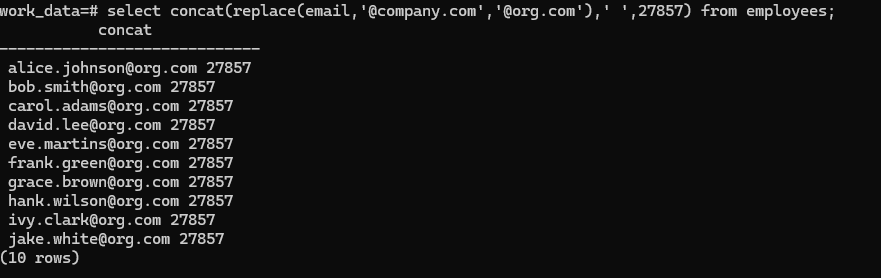 work_data=# select concat(replace(email,'@company.com','@org.com'),' ',27857) from employees;
concat
----------------------------
alice.johnson@org.com 27857
bob.smith@org.com 27857
carol.adams@org.com 27857
david.lee@org.com 27857
eve.martins@org.com 27857
frank.green@org.com 27857
grace.brown@org.com 27857
hank.wilson@org.com 27857
ivy.clark@org.com 27857
jake.white@org.com 27857
(10 rows)